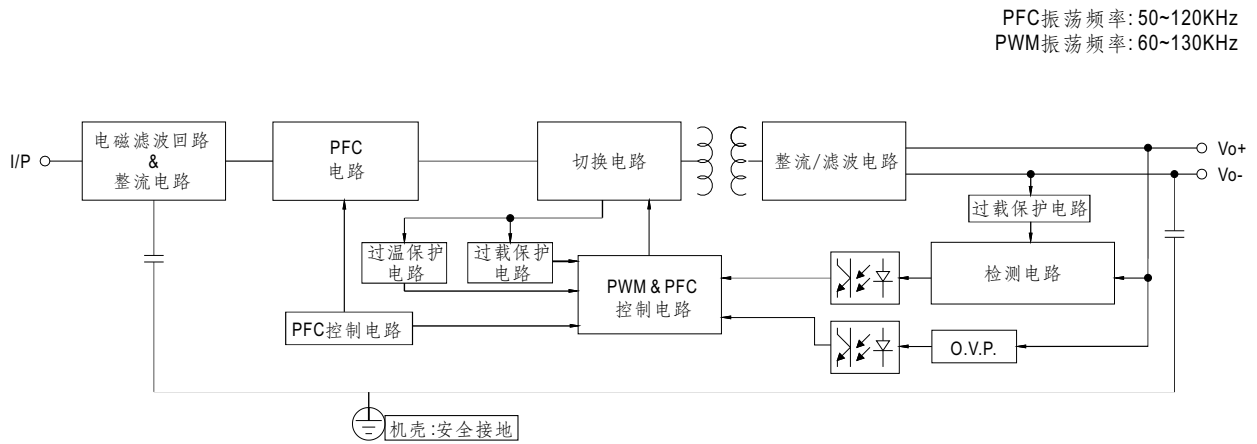 PFC振荡频率: 50~120KHz
PWM振荡频率: 60~130KHz
I/P
电磁滤波回路
&
整流电路
PFC
电路
切换电路
整流/滤波电路
Vo+
Vo-
过载保护电路
过温保护
电路
过载保护
电路
PWM & PFC
控制电路
检测电路
PFC控制电路
O.V.P.
机壳:安全接地